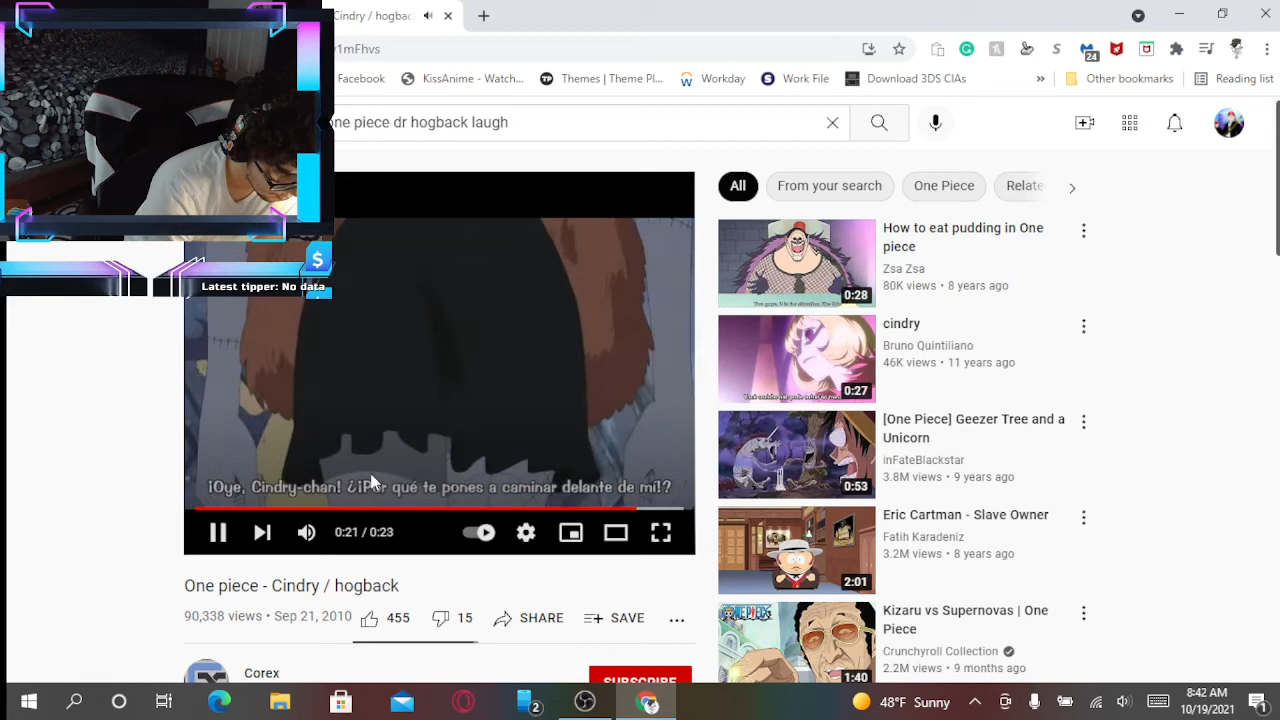 Cindry / hogbac
y1mFhvs
24
Facebook
KissAnime - Watch...
Themes | Theme Pl...
Workday
Work File
Download 3DS CIAs
»
Other bookmarks
Reading list
ne piece dr hogback laugh
All
From your search
One Piece
Relate
Latest tipper: No data
$
¡Oye, Cindry-chan! ¿¡Por qué te pones a caminar delante de mí!?
0:21 / 0:23
One piece - Cindry / hogback
90,338 views • Sep 21, 2010
455
15
SHARE
SAVE
Corex
SUBSCRIBE
How to eat pudding in One
piece
Zsa Zsa
80K views • 8 years ago
0:28
cindry
Bruno Quintiliano
46K views • 11 years ago
0:27
[One Piece] Geezer Tree and a
Unicorn
inFateBlackstar
3.8M views • 9 years ago
0:53
Eric Cartman - Slave Owner
Fatih Karadeniz
3.2M views • 8 years ago
2:01
Kizaru vs Supernovas | One
Piece
Crunchyroll Collection
2.2M views • 9 months ago
1:40
2
48°F Sunny
8:42 AM
10/19/2021
1